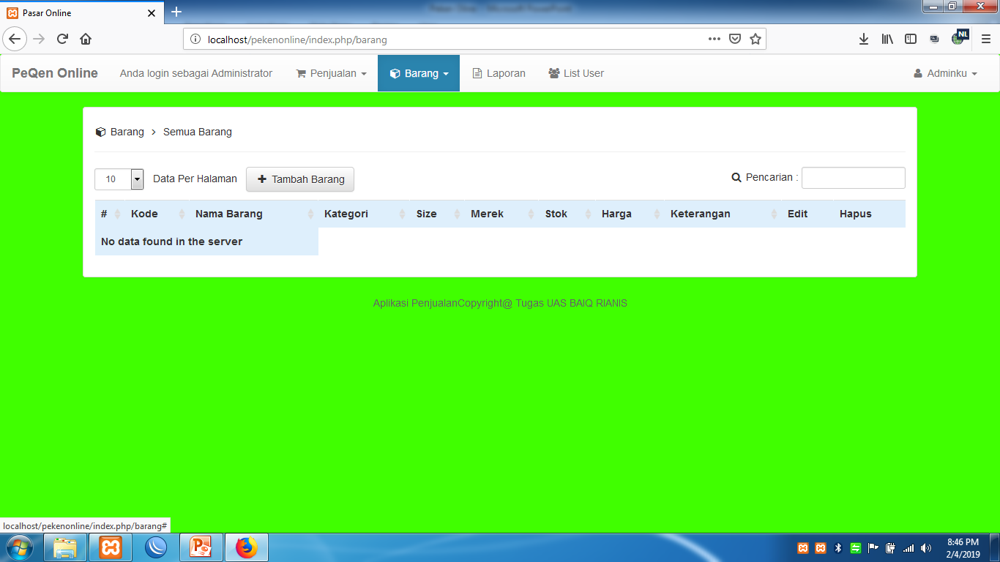 Pasar Online
localhost/pekenonline/index.php/barang
NL
PeQen Online Anda login sebagai Administrator Penjualan Barang Laporan List User Adminku
Barang > Semua Barang
10 Data Per Halaman + Tambah Barang Pencarian :
# Kode Nama Barang Kategori Size Merek Stok Harga Keterangan Edit Hapus
No data found in the server
Aplikasi PenjualanCopyright@ Tugas UAS BAIQ RIANIS
localhost/pekenonline/index.php/barang#
8:46 PM
2/4/2019